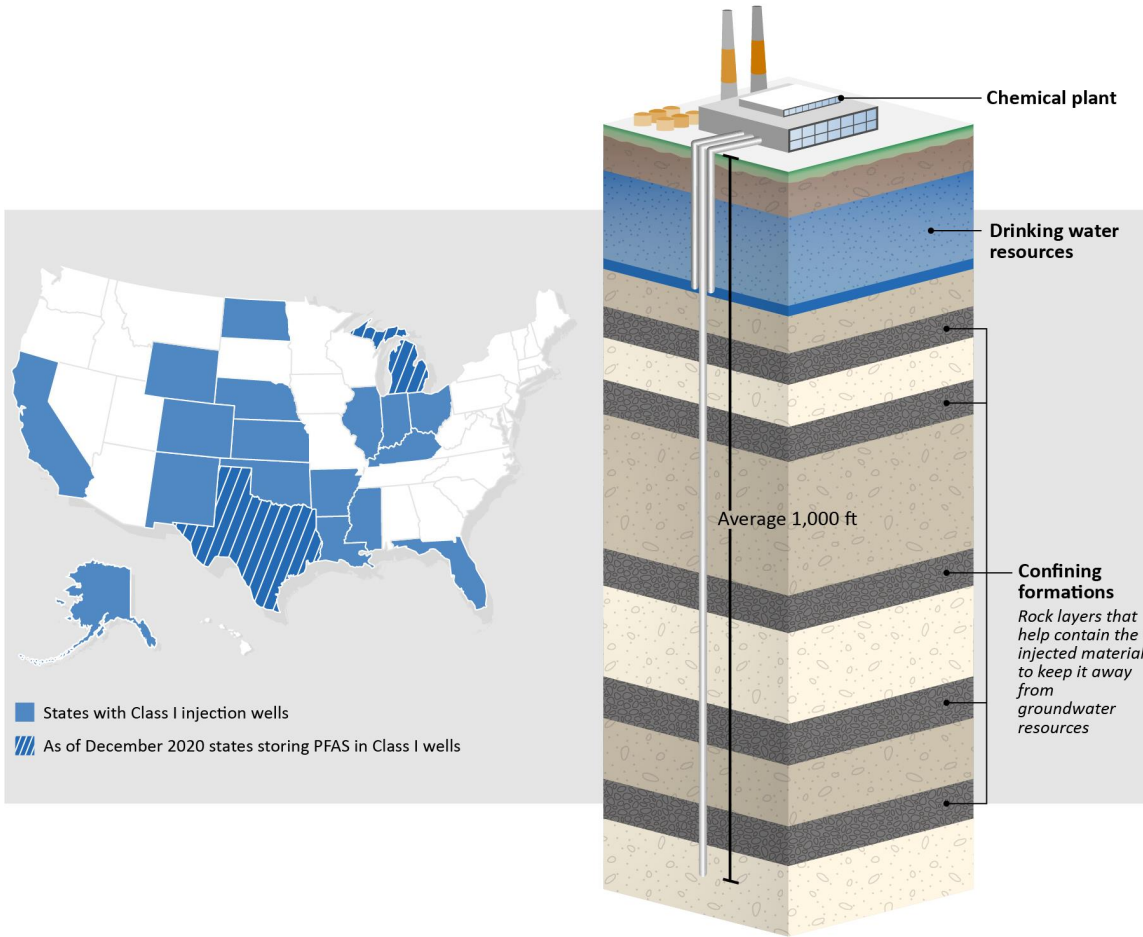 Chemical plant
Drinking water
resources
Average 1,000 ft
Confining
formations
Rock layers that
help contain the
injected material
to keep it away
from
groundwater
resources
States with Class I injection wells
As of December 2020 states storing PFAS in Class I wells